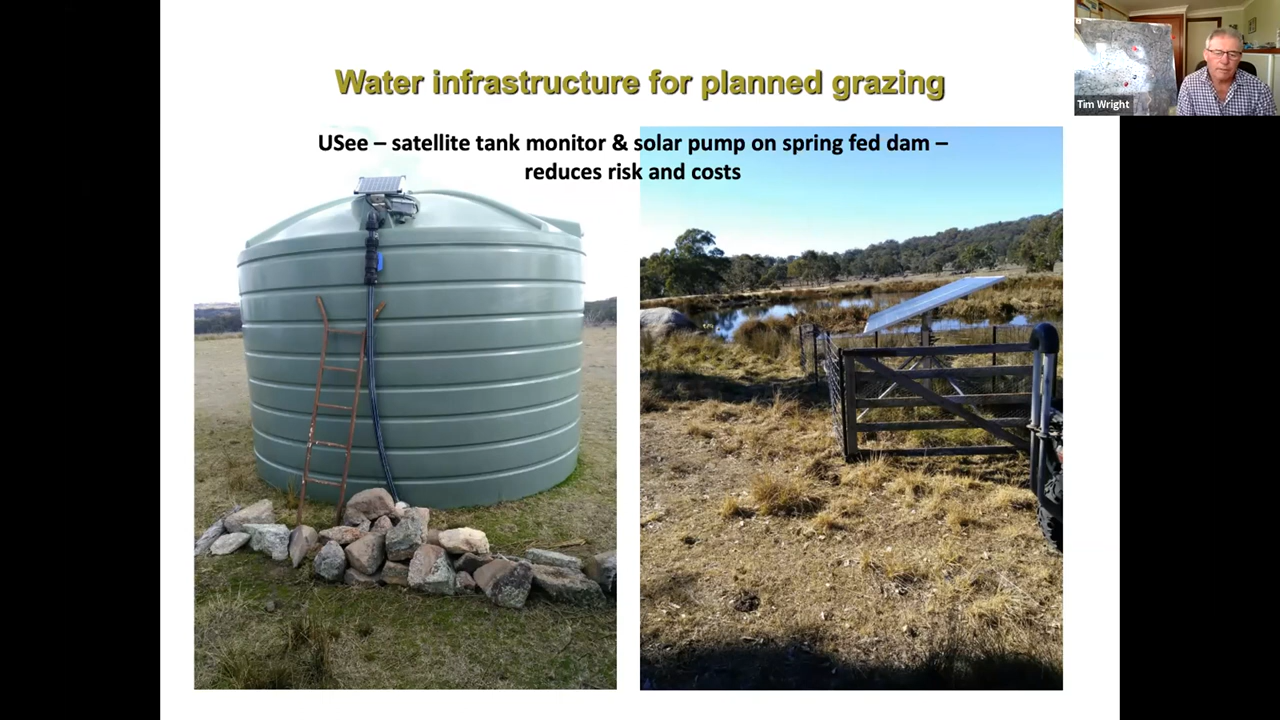 Water infrastructure for planned grazing
USee – satellite tank monitor & solar pump on spring fed dam –
reduces risk and costs
Tim Wright